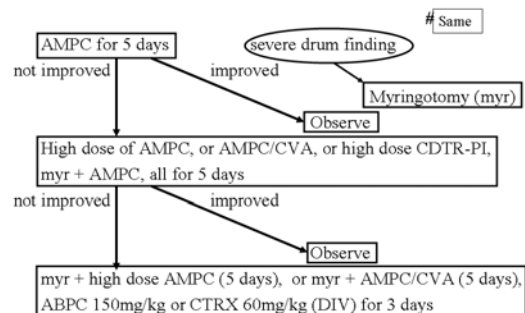 # Same
AMPC for 5 days
severe drum finding
not improved
improved
Myringotomy (myr)
Observe
High dose of AMPC, or AMPC/CVA, or high dose CDTR-PI,
myr + AMPC, all for 5 days
not improved
improved
Observe
myr + high dose AMPC (5 days), or myr + AMPC/CVA (5 days),
ABPC 150mg/kg or CTRX 60mg/kg (DIV) for 3 days